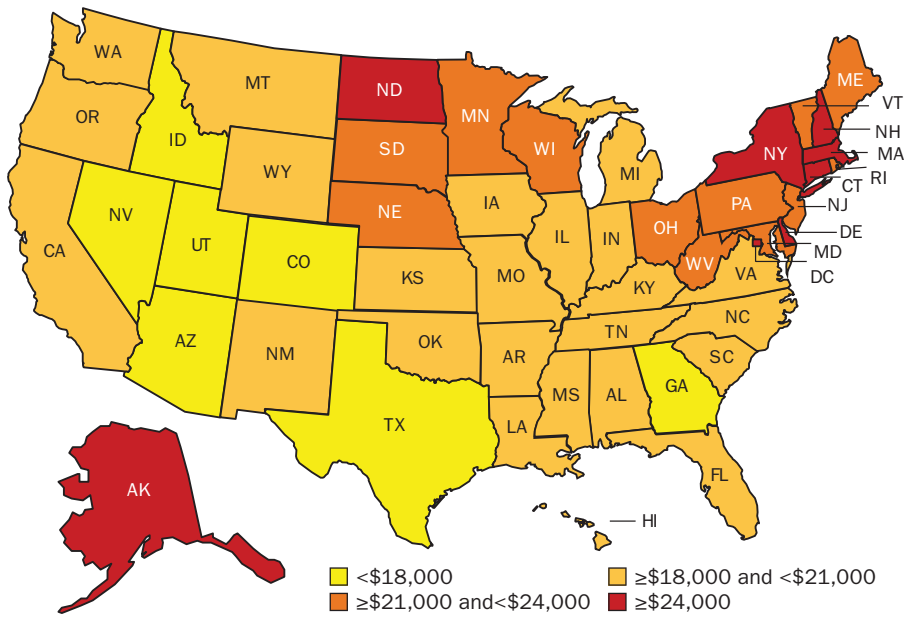 WA
MT
ND
OR
ID
SD
MN
WI
MI
ME
VT
NH
NY
MA
RI
CT
WY
NE
IA
PA
NJ
NV
UT
CO
CA
IL
IN
OH
WV
DE
MD
DC
KS
MO
KY
VA
AZ
NM
OK
AR
TN
NC
SC
TX
LA
MS
AL
GA
FL
AK
HI
<$18,000
≥$18,000 and <$21,000
≥$21,000 and<$24,000
≥$24,000